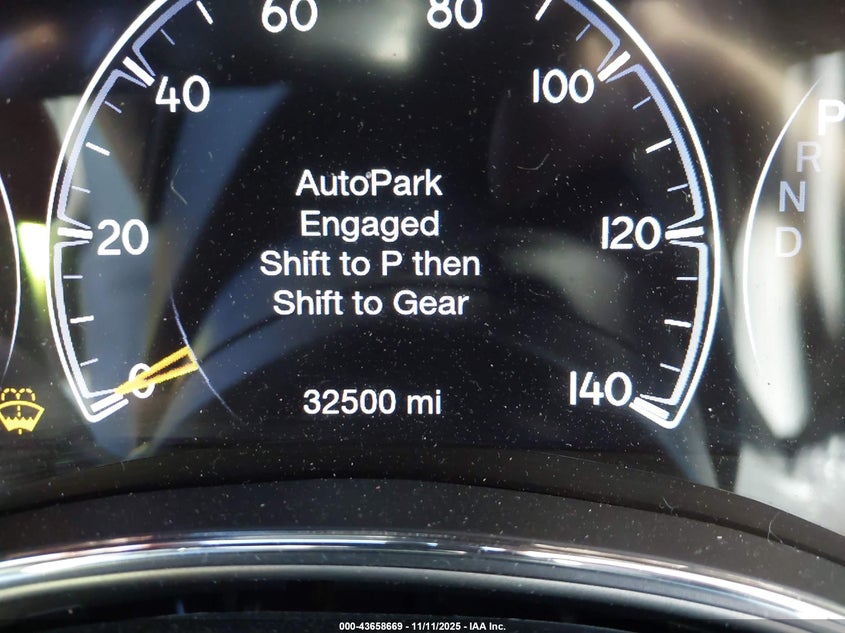 60
80
40
100
P
AutoPark
R
Engaged
N
20
120
D
Shift to P then
Shift to Gear
0
140
32500 mi
000-43658669 - 11/11/2025 - IAA Inc.